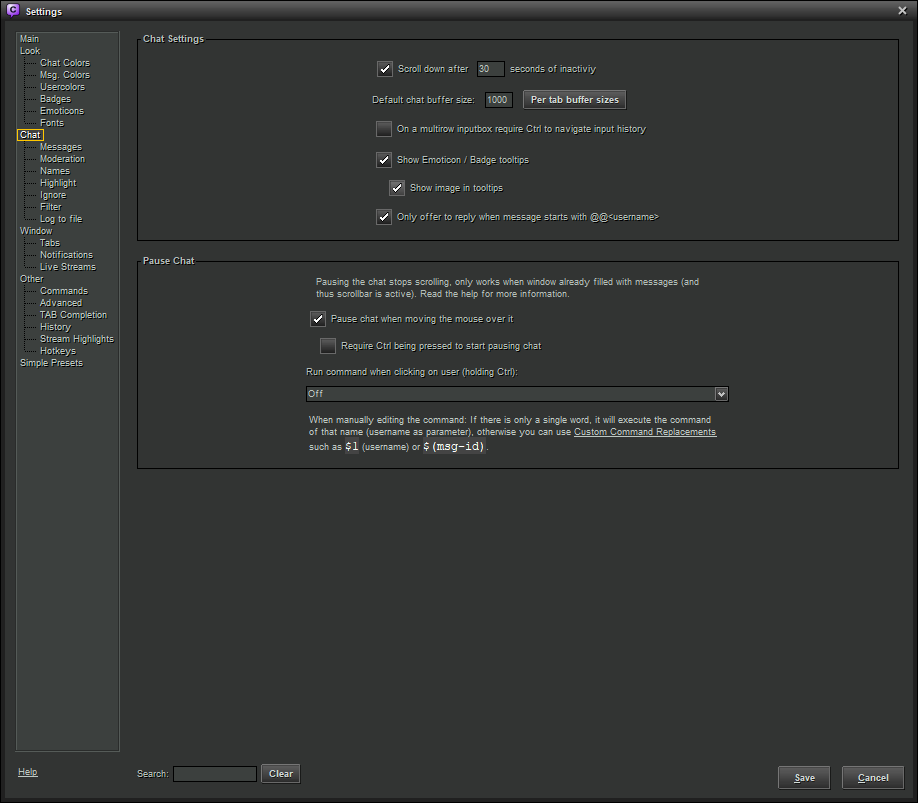 Settings
Main
Look
Chat Colors
Msg. Colors
Usercolors
Badges
Emoticons
Fonts
Chat
Messages
Moderation
Names
Highlight
Ignore
Filter
Log to file
Window
Tabs
Notifications
Live Streams
Other
Commands
Advanced
TAB Completion
History
Stream Highlights
Hotkeys
Simple Presets
Chat Settings
Scroll down after 30 seconds of inactiviy
Default chat buffer size: 1000 Per tab buffer sizes
On a multirow inputbox require Ctrl to navigate input history
Show Emoticon / Badge tooltips
Show image in tooltips
Only offer to reply when message starts with @@<username>
Pause Chat
Pausing the chat stops scrolling, only works when window already filled with messages (and
thus scrollbar is active). Read the help for more information.
Pause chat when moving the mouse over it
Require Ctrl being pressed to start pausing chat
Run command when clicking on user (holding Ctrl):
Off
When manually editing the command: If there is only a single word, it will execute the command
of that name (username as parameter), otherwise you can use Custom Command Replacements
such as $1 (username) or $(msg-id).
Help
Search: Clear
Save Cancel